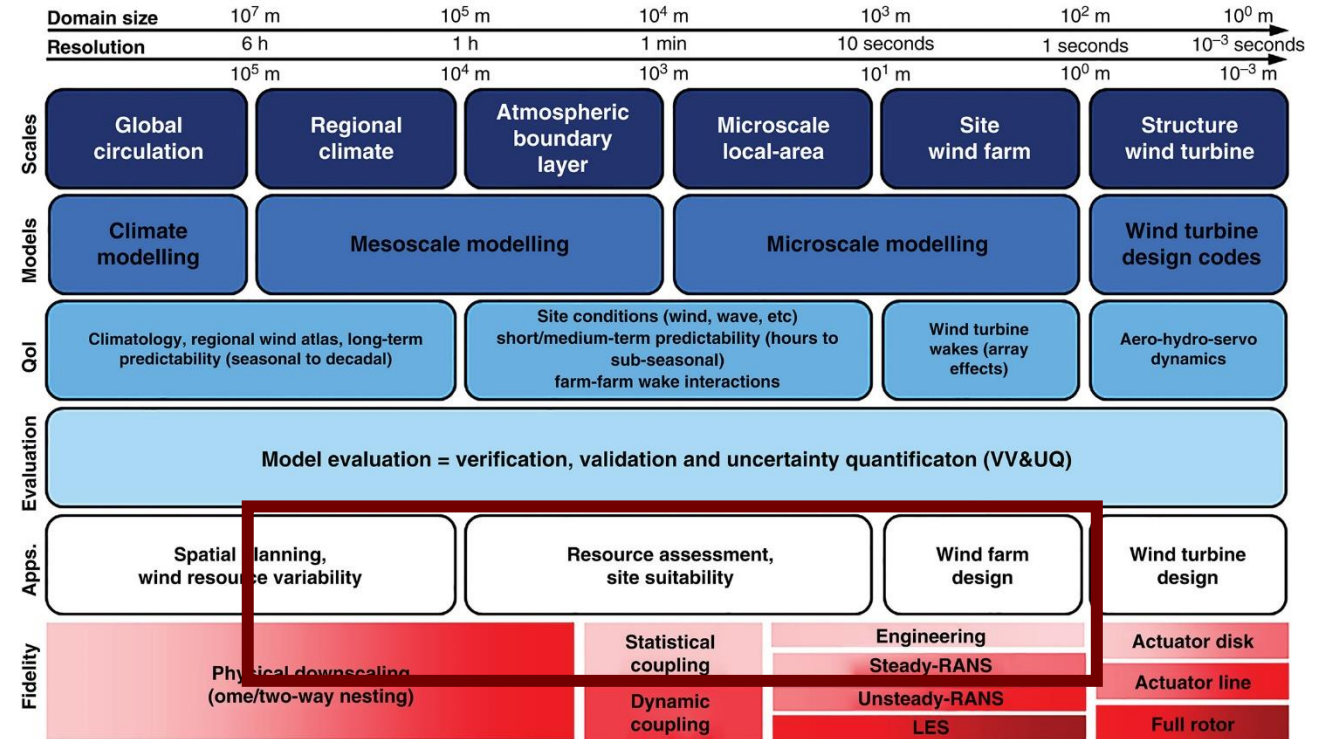 Domain size 10⁷ m 10⁵ m 10⁴ m 10³ m 10² m 10⁰ m
Resolution 6 h 1 h 1 min 10 seconds 1 seconds 10⁻³ seconds
10⁵ m 10⁴ m 10³ m 10¹ m 10⁰ m 10⁻³ m
Scales
Global
circulation
Regional
climate
Atmospheric
boundary
layer
Microscale
local-area
Site
wind farm
Structure
wind turbine
Models
Climate
modelling
Mesoscale modelling
Microscale modelling
Wind turbine
design codes
QoI
Climatology, regional wind atlas, long-term
predictability (seasonal to decadal)
Site conditions (wind, wave, etc)
short/medium-term predictability (hours to
sub-seasonal)
farm-farm wake interactions
Wind turbine
wakes (array
effects)
Aero-hydro-servo
dynamics
Evaluation
Model evaluation = verification, validation and uncertainty quantificaton (VV&UQ)
Apps.
Spatial planning,
wind resource variability
Resource assessment,
site suitability
Wind farm
design
Wind turbine
design
Fidelity
Physical downscaling
(ome/two-way nesting)
Statistical
coupling
Dynamic
coupling
Engineering
Steady-RANS
Unsteady-RANS
LES
Actuator disk
Actuator line
Full rotor